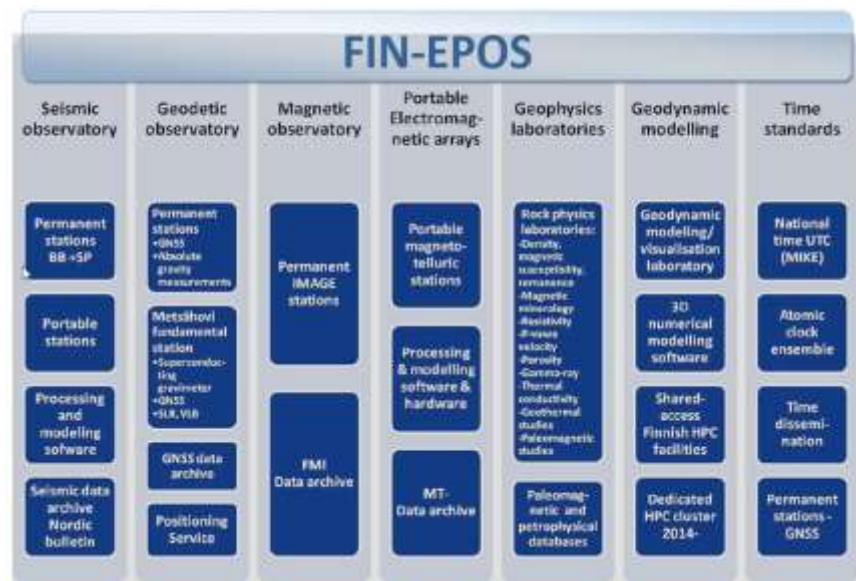 FIN-EPOS
Seismic
observatory
Permanent
stations
BB +SP
Portable
stations
Processing
and
modeling
sofware
Seismic data
archive
Nordic
bulletin
Geodetic
observatory
Permanent
stations
+GNSS
+Absolute
gravity
measurements
Metsähovi
fundamental
station
+Superconduc-
ting
gravimeter
+GNSS
+SLR, VLBI
GNSS data
archive
Positioning
Service
Magnetic
observatory
Permanent
IMAGE
stations
FMI
Data archive
Portable
Electromag-
netic arrays
Portable
magneto-
telluric
stations
Processing
& modelling
software &
hardware
MT-
Data archive
Geophysics
laboratories
Rock physics
laboratories:
-Density,
magnetic
susceptibility,
remanence
-Magnetic
minerology
-Resistivity
-P-wave
velocity
-Porosity
-Gamma-ray
-Thermal
conductivity
-Geothermal
studies
-Paleomagnetic
studies
Paleomag-
netic and
petrophysical
databases
Geodynamic
modelling
Geodynamic
modeling/
visualisation
laboratory
3D
numerical
modelling
software
Shared-
access
Finnish HPC
facilities
Dedicated
HPC cluster
2014-
Time
standards
National
time UTC
(MIKE)
Atomic
clock
ensemble
Time
dissemi-
nation
Permanent
stations -
GNSS